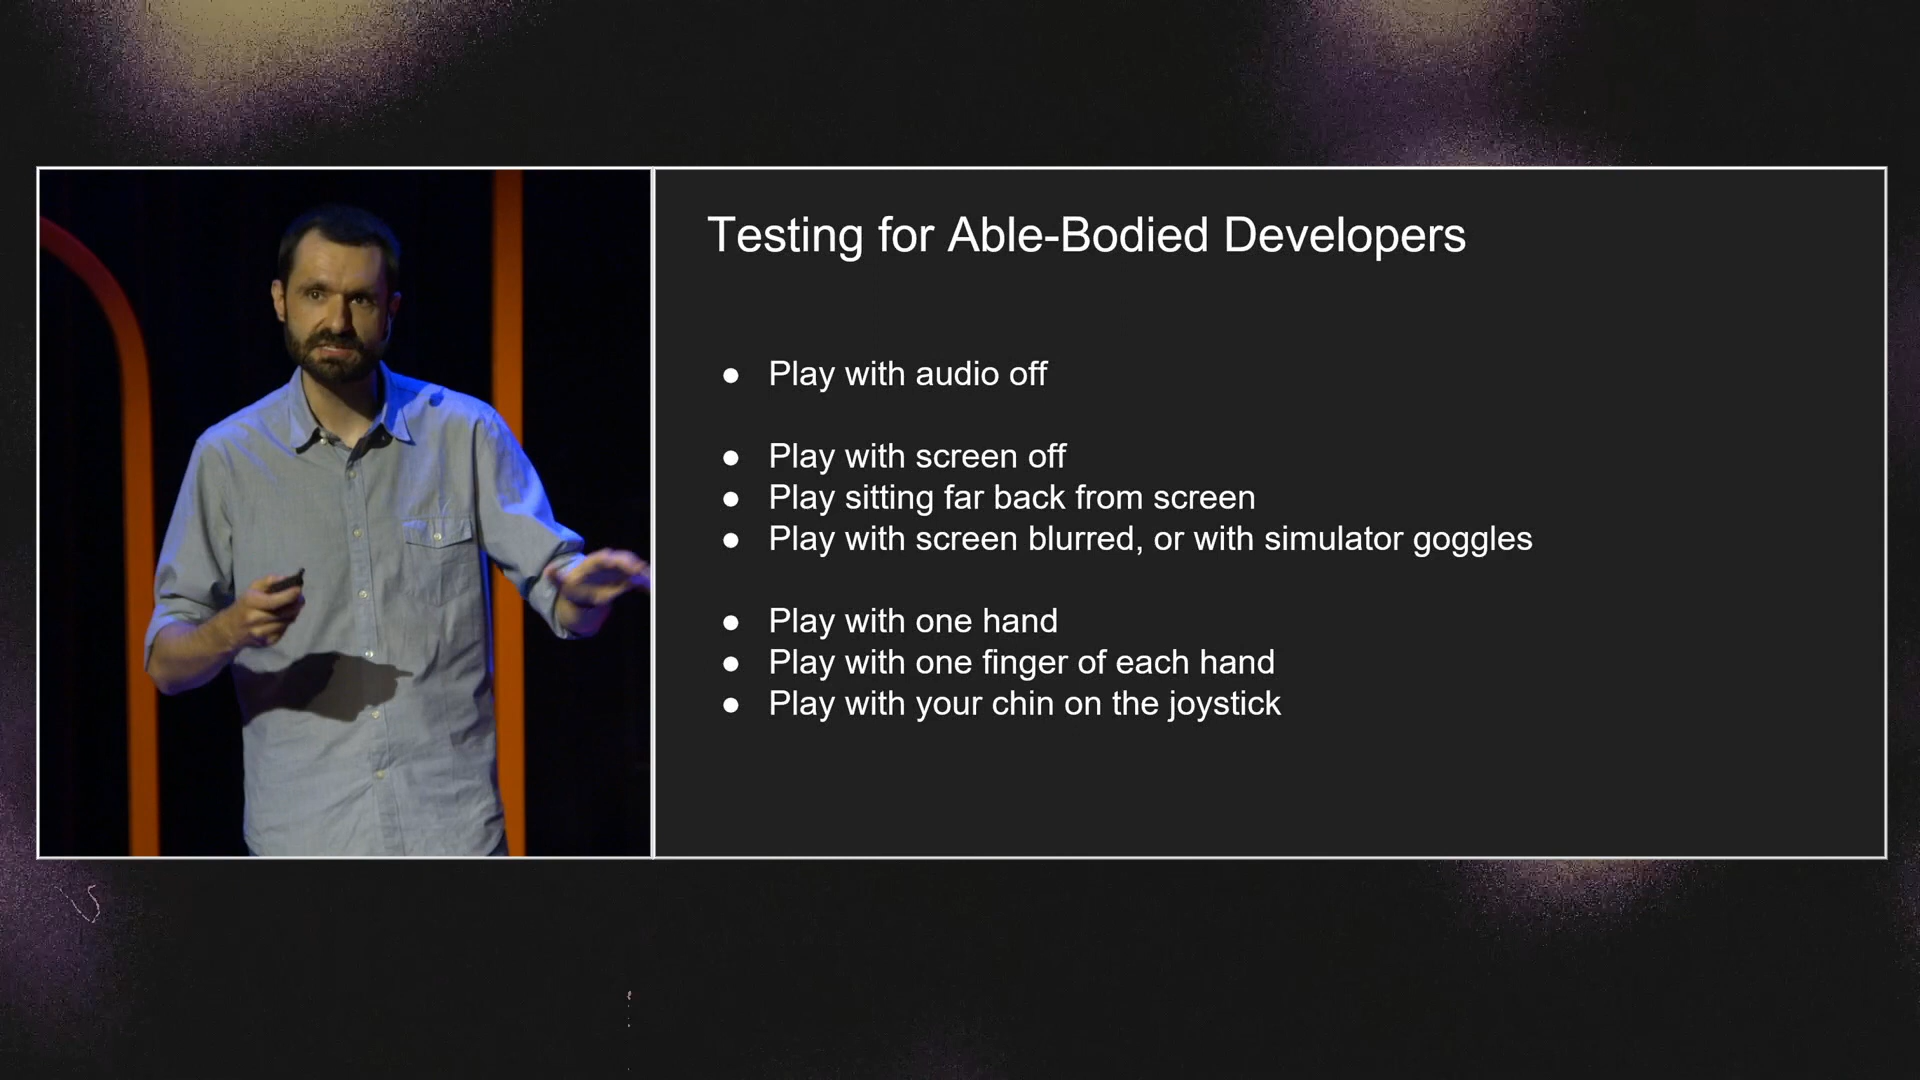 Testing for Able-Bodied Developers
● Play with audio off
● Play with screen off
● Play sitting far back from screen
● Play with screen blurred, or with simulator goggles
● Play with one hand
● Play with one finger of each hand
● Play with your chin on the joystick